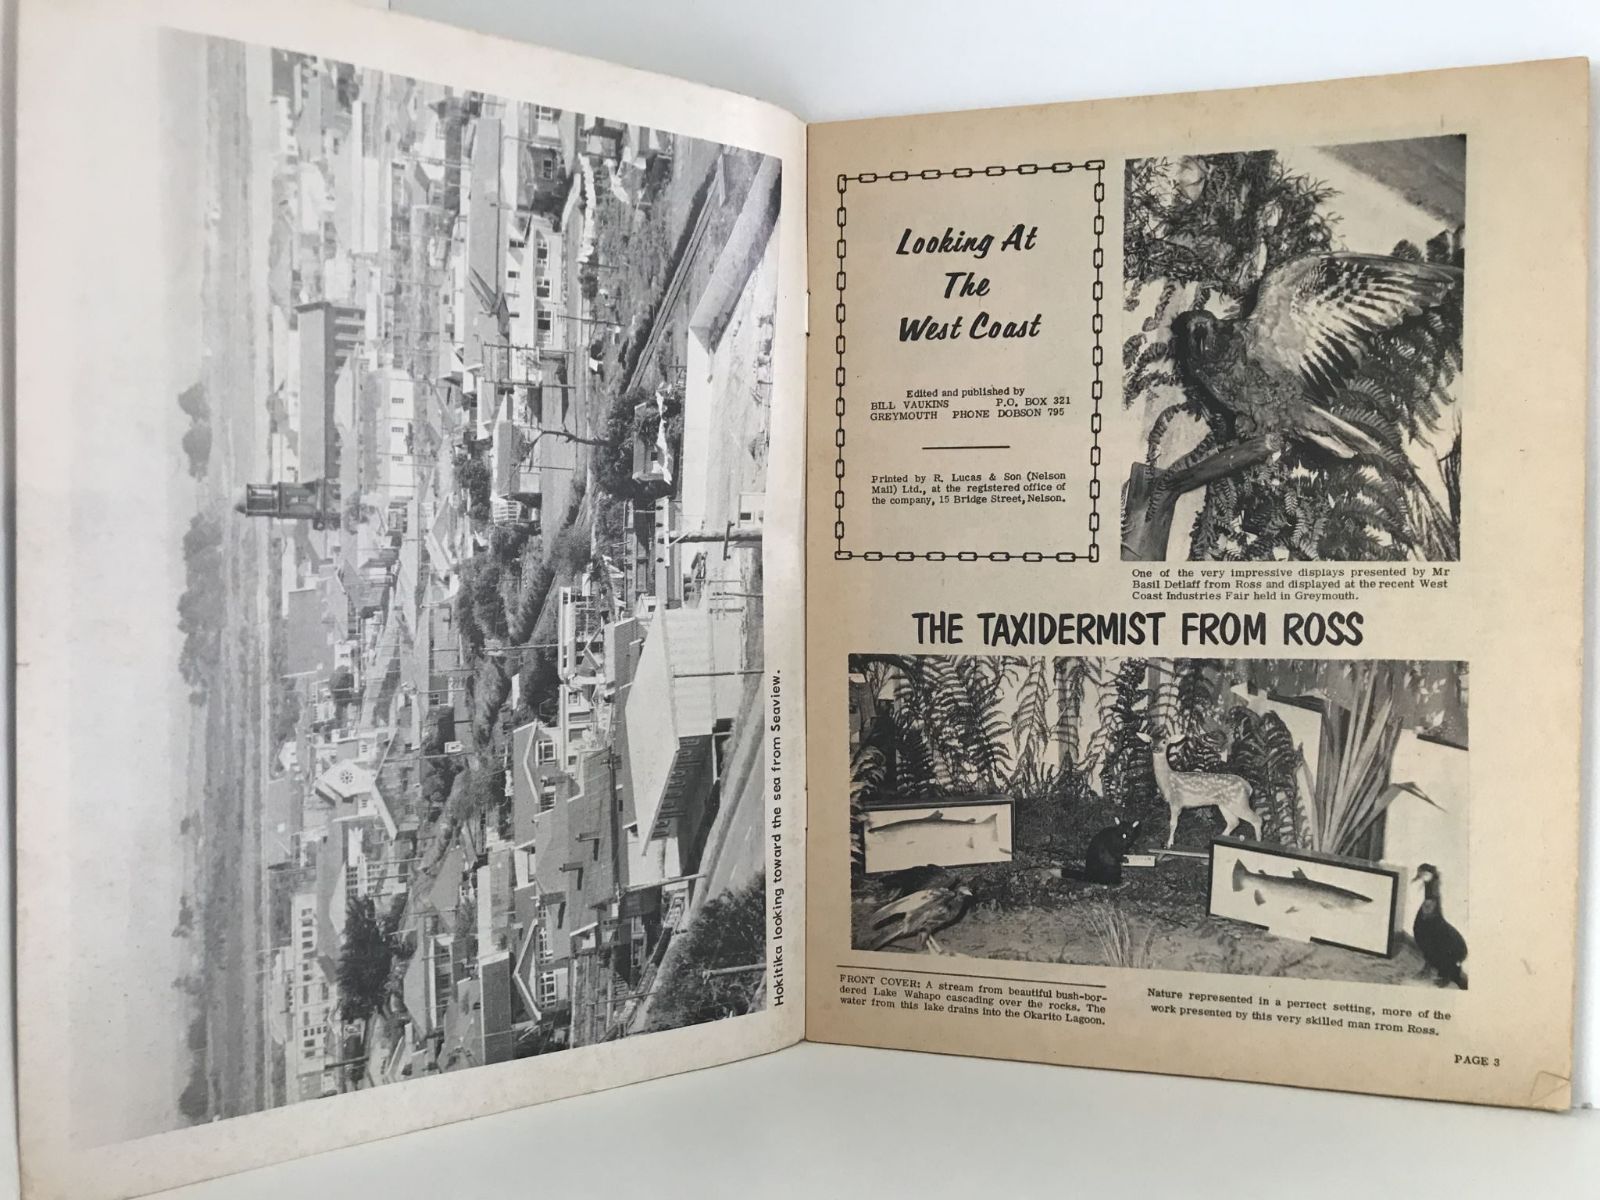 Hokitika looking toward the sea from Seaview.
Looking At
The
West Coast
Edited and published by
BILL VAUKINS P.O. BOX 321
GREYMOUTH PHONE DOBSON 795
Printed by R. Lucas & Son (Nelson
Mail) Ltd., at the registered office of
the company, 15 Bridge Street, Nelson.
One of the very impressive displays presented by Mr
Basil Detlaff from Ross and displayed at the recent West
Coast Industries Fair held in Greymouth.
THE TAXIDERMIST FROM ROSS
FRONT COVER: A stream from beautiful bush-bor-
dered Lake Wahapo cascading over the rocks. The
water from this lake drains into the Okarito Lagoon.
Nature represented in a perfect setting, more of the
work presented by this very skilled man from Ross.
PAGE 3